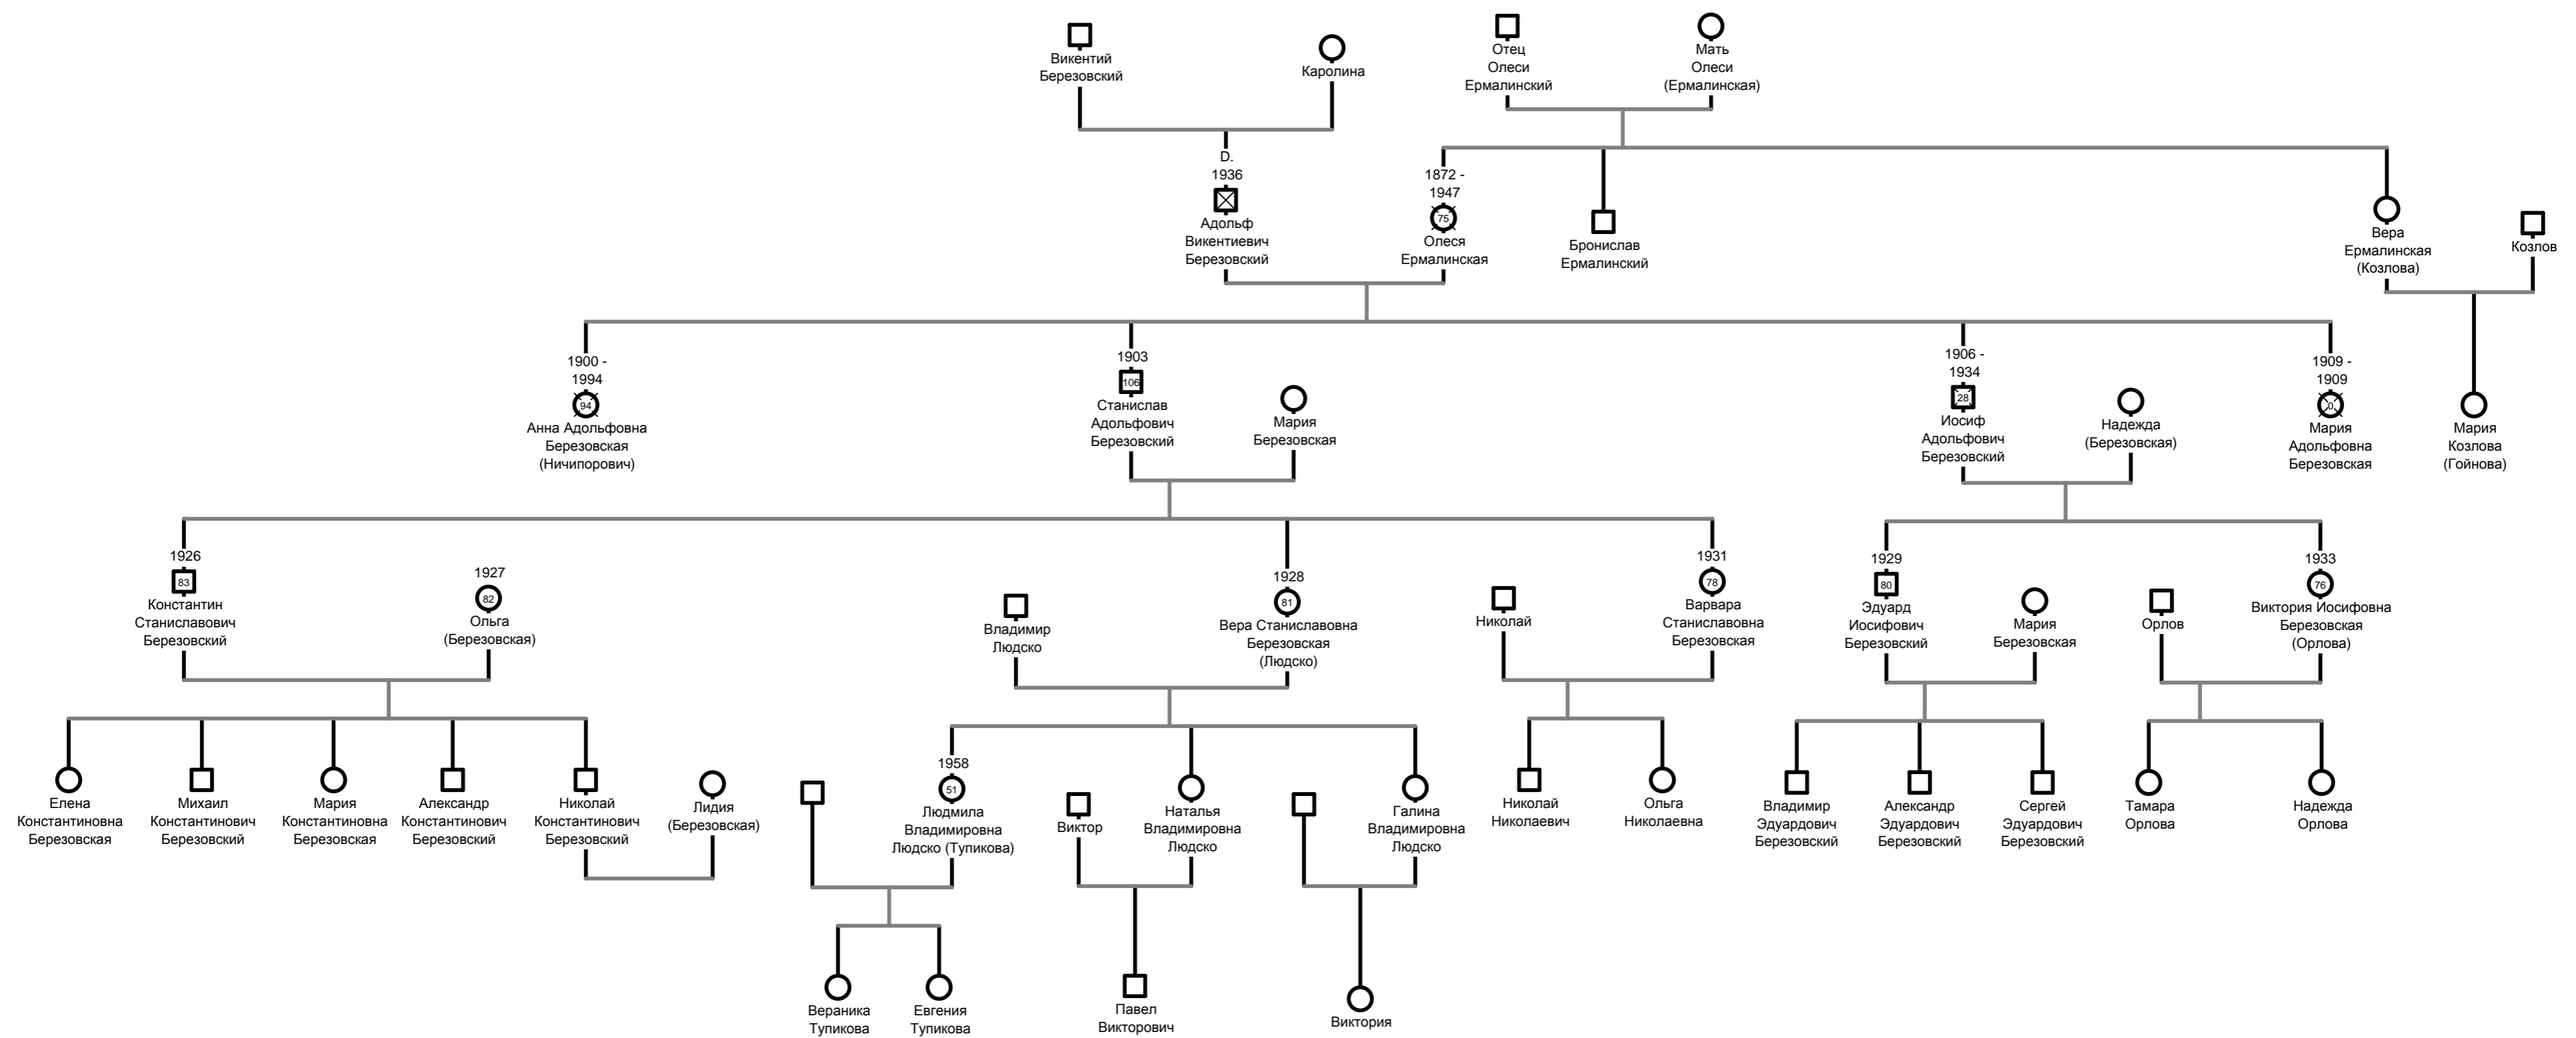 Викентий
Березовский
Каролина
Отец
Олеси
Ермалинский
Мать
Олеси
(Ермалинская)
D.
1936
Адольф
Викентиевич
Березовский
1872 -
1947
75
Олеся
Ермалинская
Бронислав
Ермалинский
Вера
Ермалинская
(Козлова)
Козлов
1900 -
1994
94
Анна Адольфовна
Березовская
(Ничипорович)
1903
106
Станислав
Адольфович
Березовский
Мария
Березовская
1906 -
1934
28
Иосиф
Адольфович
Березовский
Надежда
(Березовская)
1909 -
1909
0
Мария
Адольфовна
Березовская
Мария
Козлова
(Гойнова)
1926
83
Константин
Станиславович
Березовский
1927
82
Ольга
(Березовская)
Владимир
Людско
1928
81
Вера Станиславовна
Березовская
(Людско)
Николай
1931
78
Варвара
Станиславовна
Березовская
1929
80
Эдуард
Иосифович
Березовский
Мария
Березовская
Орлов
1933
76
Виктория Иосифовна
Березовская
(Орлова)
Елена
Константиновна
Березовская
Михаил
Константинович
Березовский
Мария
Константиновна
Березовская
Александр
Константинович
Березовский
Николай
Константинович
Березовский
Лидия
(Березовская)
1958
51
Людмила
Владимировна
Людско (Тупикова)
Виктор
Наталья
Владимировна
Людско
Галина
Владимировна
Людско
Николай
Николаевич
Ольга
Николаевна
Владимир
Эдуардович
Березовский
Александр
Эдуардович
Березовский
Сергей
Эдуардович
Березовский
Тамара
Орлова
Надежда
Орлова
Вераника
Тупикова
Евгения
Тупикова
Павел
Викторович
Виктория